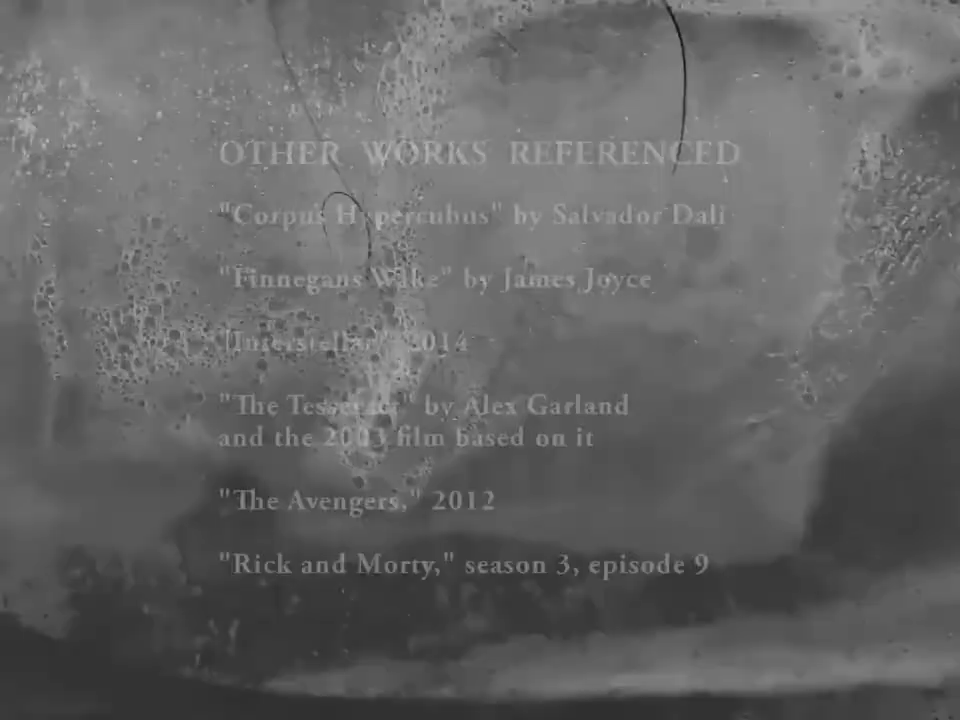 OTHER WORKS REFERENCED
"Corpus Hypercubus" by Salvador Dali
"Finnegans Wake" by James Joyce
"Interstellar" 2014
"The Tesseract" by Alex Garland
and the 2003 film based on it
"The Avengers," 2012
"Rick and Morty," season 3, episode 9